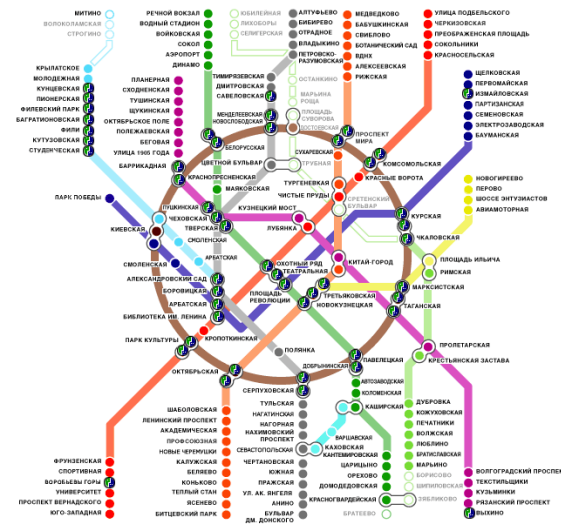 МИТИНО
ВОЛОКОЛАМСКАЯ
СТРОГИНО
КРЫЛАТСКОЕ
МОЛОДЕЖНАЯ
КУНЦЕВСКАЯ
ПИОНЕРСКАЯ
ФИЛЕВСКИЙ ПАРК
БАГРАТИОНОВСКАЯ
ФИЛИ
КУТУЗОВСКАЯ
СТУДЕНЧЕСКАЯ
РЕЧНОЙ ВОКЗАЛ
ВОДНЫЙ СТАДИОН
ВОЙКОВСКАЯ
СОКОЛ
АЭРОПОРТ
ДИНАМО
ПЛАНЕРНАЯ
СХОДНЕНСКАЯ
ТУШИНСКАЯ
ЩУКИНСКАЯ
ОКТЯБРЬСКОЕ ПОЛЕ
ПОЛЕЖАЕВСКАЯ
БЕГОВАЯ
УЛИЦА 1905 ГОДА
БАРРИКАДНАЯ
ЮБИЛЕЙНАЯ
ЛИХОБОРЫ
СЕЛИГЕРСКАЯ
АЛТУФЬЕВО
БИБИРЕВО
ОТРАДНОЕ
ВЛАДЫКИНО
ПЕТРОВСКО-
РАЗУМОВСКАЯ
ТИМИРЯЗЕВСКАЯ
ДМИТРОВСКАЯ
САВЕЛОВСКАЯ
МЕНДЕЛЕЕВСКАЯ
НОВОСЛОБОДСКАЯ
ОСТАНКИНО
МАРЬИНА
РОЩА
ПЛОЩАДЬ
СУВОРОВА
ДОСТОЕВСКАЯ
МЕДВЕДКОВО
БАБУШКИНСКАЯ
СВИБЛОВО
БОТАНИЧЕСКИЙ САД
ВДНХ
АЛЕКСЕЕВСКАЯ
РИЖСКАЯ
ПРОСПЕКТ
МИРА
УЛИЦА ПОДБЕЛЬСКОГО
ЧЕРКИЗОВСКАЯ
ПРЕОБРАЖЕНСКАЯ ПЛОЩАДЬ
СОКОЛЬНИКИ
КРАСНОСЕЛЬСКАЯ
ЩЕЛКОВСКАЯ
ПЕРВОМАЙСКАЯ
ИЗМАЙЛОВСКАЯ
ПАРТИЗАНСКАЯ
СЕМЕНОВСКАЯ
ЭЛЕКТРОЗАВОДСКАЯ
БАУМАНСКАЯ
НОВОГИРЕЕВО
ПЕРОВО
ШОССЕ ЭНТУЗИАСТОВ
АВИАМОТОРНАЯ
БЕЛОРУССКАЯ
ЦВЕТНОЙ БУЛЬВАР
СУХАРЕВСКАЯ
ТРУБНАЯ
КОМСОМОЛЬСКАЯ
КРАСНОПРЕСНЕНСКАЯ
МАЯКОВСКАЯ
ТУРГЕНЕВСКАЯ
ЧИСТЫЕ ПРУДЫ
КРАСНЫЕ ВОРОТА
СРЕТЕНСКИЙ
БУЛЬВАР
ПАРК ПОБЕДЫ
ПУШКИНСКАЯ
ЧЕХОВСКАЯ
ТВЕРСКАЯ
КУЗНЕЦКИЙ МОСТ
ЛУБЯНКА
КУРСКАЯ
ЧКАЛОВСКАЯ
КИЕВСКАЯ
СМОЛЕНСКАЯ
АРБАТСКАЯ
СМОЛЕНСКАЯ
ОХОТНЫЙ РЯД
ТЕАТРАЛЬНАЯ
КИТАЙ-ГОРОД
ПЛОЩАДЬ ИЛЬИЧА
РИМСКАЯ
АЛЕКСАНДРОВСКИЙ САД
БОРОВИЦКАЯ
АРБАТСКАЯ
БИБЛИОТЕКА ИМ. ЛЕНИНА
ПЛОЩАДЬ
РЕВОЛЮЦИИ
ТРЕТЬЯКОВСКАЯ
НОВОКУЗНЕЦКАЯ
МАРКСИСТСКАЯ
ТАГАНСКАЯ
ПАРК КУЛЬТУРЫ
КРОПОТКИНСКАЯ
ПОЛЯНКА
ПРОЛЕТАРСКАЯ
КРЕСТЬЯНСКАЯ ЗАСТАВА
ОКТЯБРЬСКАЯ
ДОБРЫНИНСКАЯ
СЕРПУХОВСКАЯ
ПАВЕЛЕЦКАЯ
АВТОЗАВОДСКАЯ
КОЛОМЕНСКАЯ
КАШИРСКАЯ
ВАРШАВСКАЯ
КАХОВСКАЯ
КАНТЕМИРОВСКАЯ
ЦАРИЦЫНО
ОРЕХОВО
ДОМОДЕДОВСКАЯ
КРАСНОГВАРДЕЙСКАЯ
БРАТЕЕВО
ТУЛЬСКАЯ
НАГАТИНСКАЯ
НАГОРНАЯ
НАХИМОВСКИЙ
ПРОСПЕКТ
СЕВАСТОПОЛЬСКАЯ
ЧЕРТАНОВСКАЯ
ЮЖНАЯ
ПРАЖСКАЯ
УЛ. АК. ЯНГЕЛЯ
АНИНО
БУЛЬВАР
ДМ. ДОНСКОГО
ШАБОЛОВСКАЯ
ЛЕНИНСКИЙ ПРОСПЕКТ
АКАДЕМИЧЕСКАЯ
ПРОФСОЮЗНАЯ
НОВЫЕ ЧЕРЕМУШКИ
КАЛУЖСКАЯ
БЕЛЯЕВО
КОНЬКОВО
ТЕПЛЫЙ СТАН
ЯСЕНЕВО
БИТЦЕВСКИЙ ПАРК
ФРУНЗЕНСКАЯ
СПОРТИВНАЯ
ВОРОБЬЕВЫ ГОРЫ
УНИВЕРСИТЕТ
ПРОСПЕКТ ВЕРНАДСКОГО
ЮГО-ЗАПАДНАЯ
ДУБРОВКА
КОЖУХОВСКАЯ
ПЕЧАТНИКИ
ВОЛЖСКАЯ
ЛЮБЛИНО
БРАТИСЛАВСКАЯ
МАРЬИНО
БОРИСОВО
ШИПИЛОВСКАЯ
ЗЯБЛИКОВО
ВОЛГОГРАДСКИЙ ПРОСПЕКТ
ТЕКСТИЛЬЩИКИ
КУЗЬМИНКИ
РЯЗАНСКИЙ ПРОСПЕКТ
ВЫХИНО